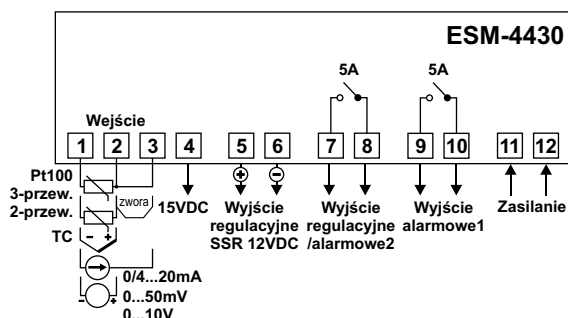 ESM-4430
5A 5A
Wejście
1 2 3 4 5 6 7 8 9 10 11 12
+ −
Pt100
3-przew.
2-przew.
zwora
15VDC
Wyjście
regulacyjne
SSR 12VDC
Wyjście
regulacyjne
/alarmowe2
Wyjście
alarmowe1
Zasilanie
TC
− +
0/4...20mA
- +
0...50mV
0...10V